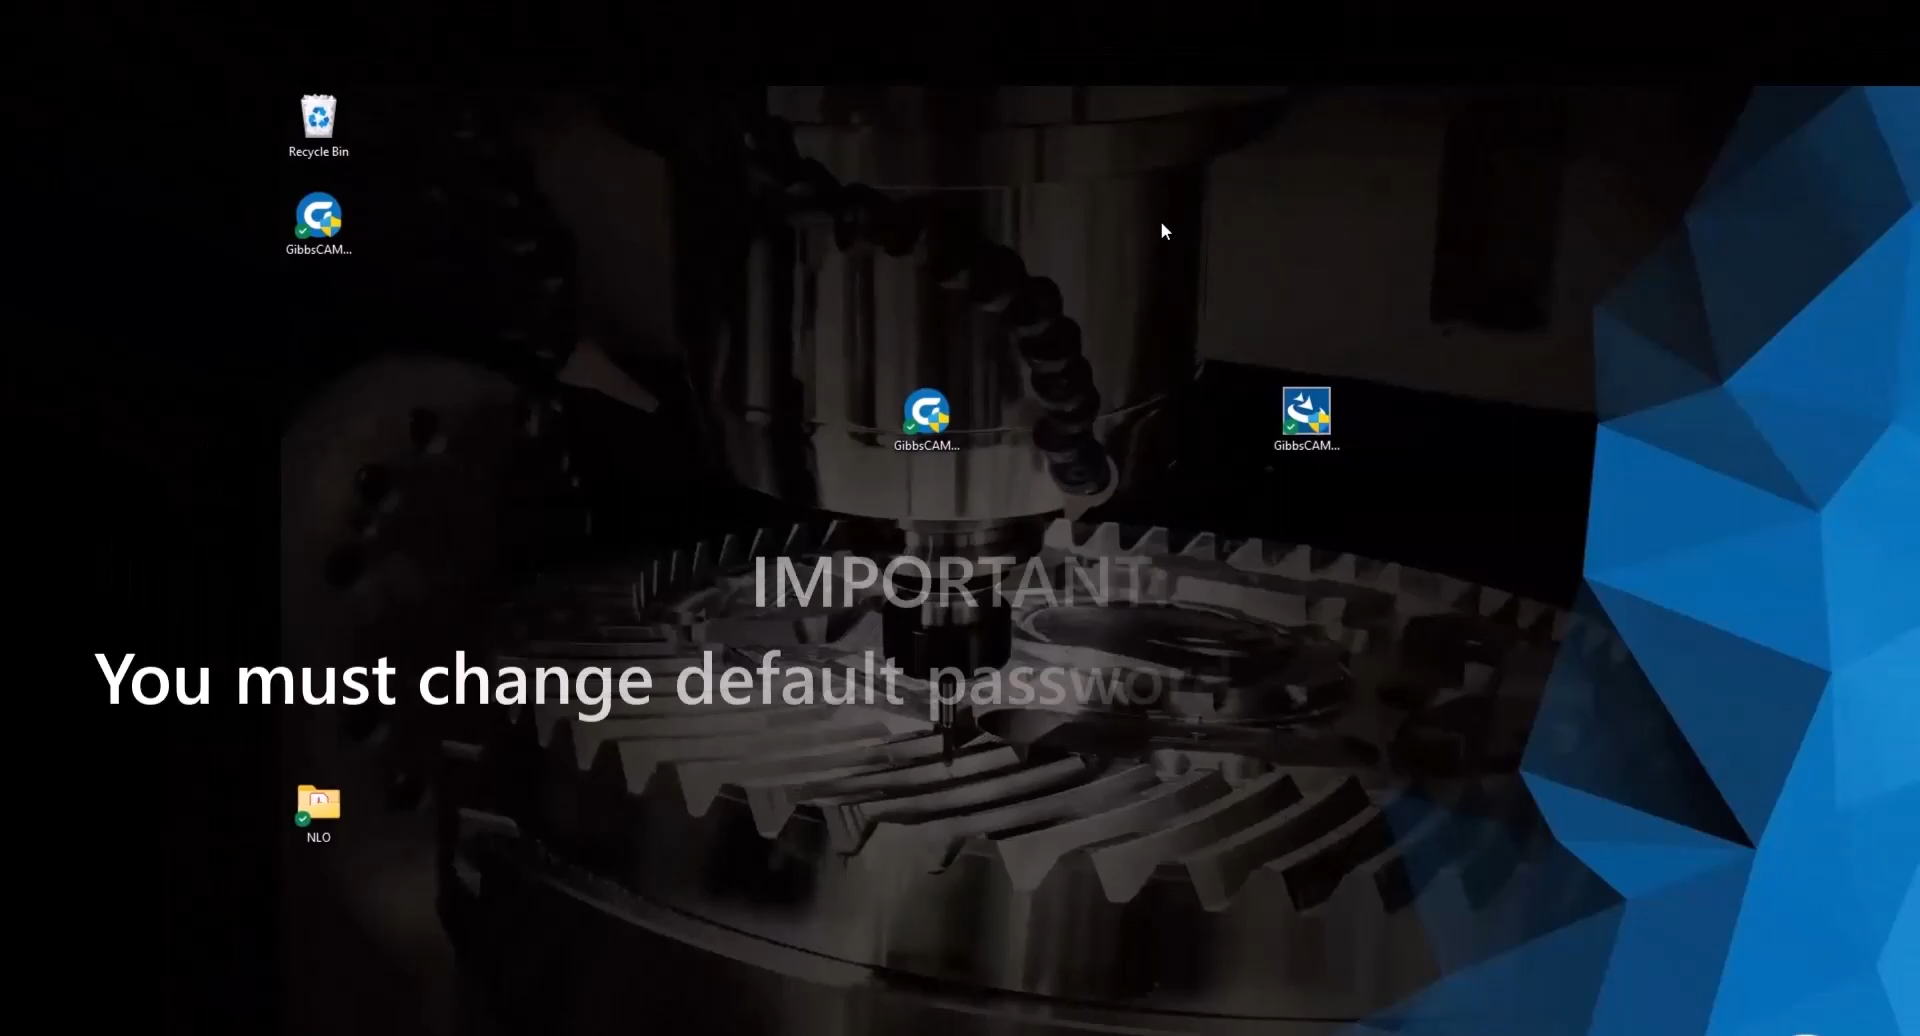 Recycle Bin
GibbsCAM...
GibbsCAM...
GibbsCAM...
IMPORTANT:
You must change default
NLO